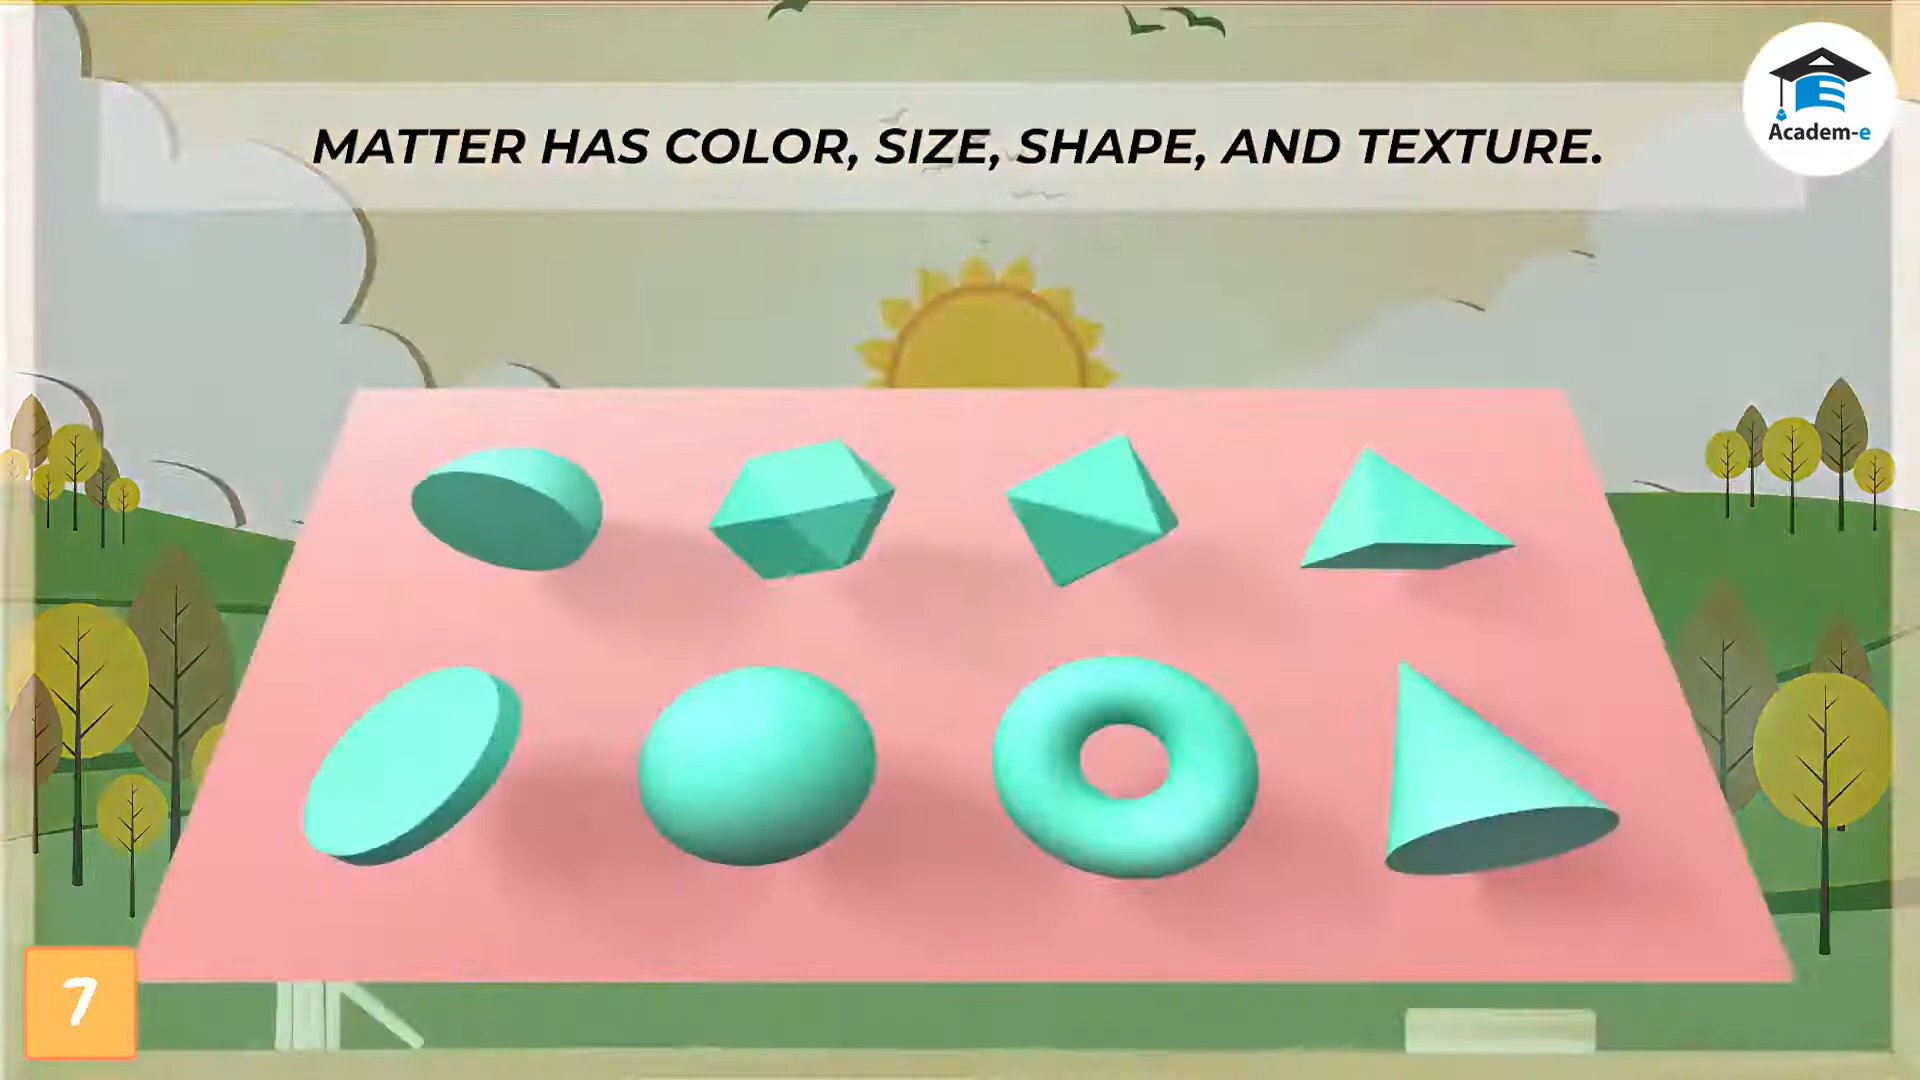 MATTER HAS COLOR, SIZE, SHAPE, AND TEXTURE.
Academ-e
7